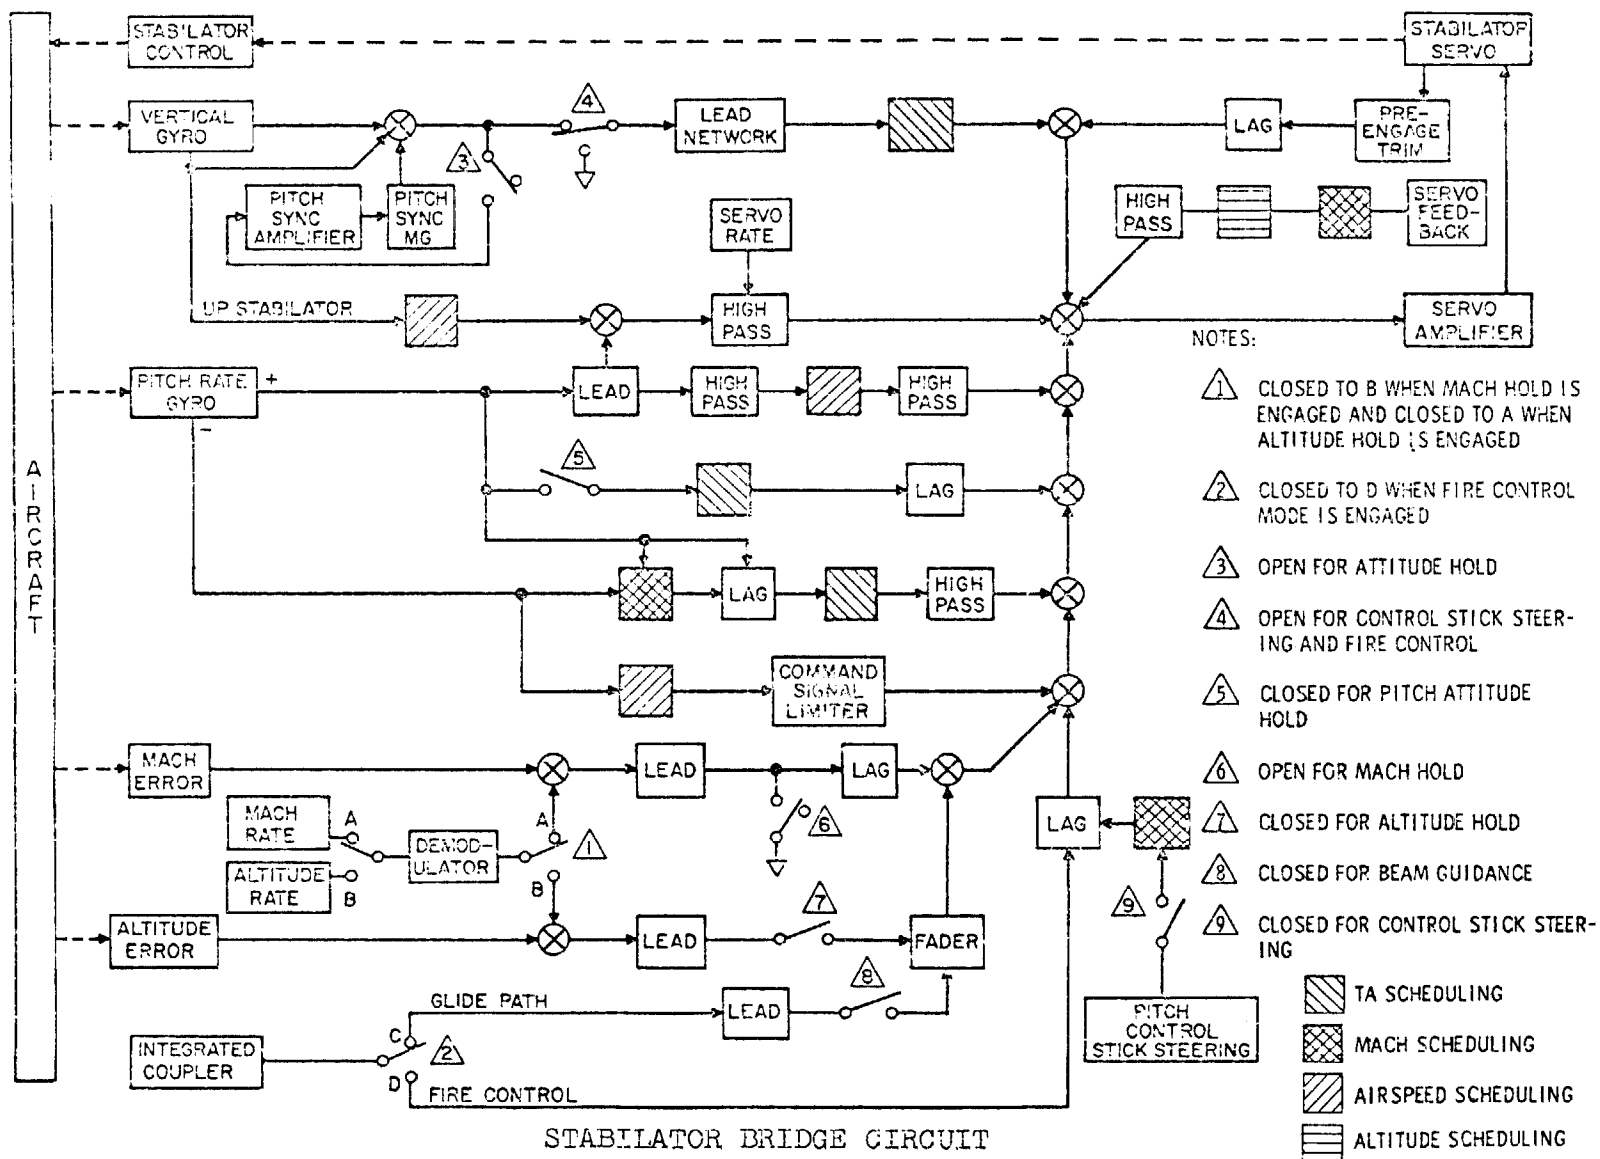 STABILATOR
CONTROL
STABILATOR
SERVO
VERTICAL
GYRO
4
LEAD
NETWORK
LAG
PRE-
ENGAGE
TRIM
3
PITCH
SYNC
AMPLIFIER
PITCH
SYNC
MG
SERVO
RATE
HIGH
PASS
SERVO
FEED-
BACK
UP STABILATOR
HIGH
PASS
SERVO
AMPLIFIER
PITCH RATE
GYRO
+
-
LEAD
HIGH
PASS
HIGH
PASS
5
LAG
AIRCRAFT
LAG
HIGH
PASS
COMMAND
SIGNAL
LIMITER
MACH
ERROR
LEAD
LAG
MACH
RATE
A
DEMOD-
ULATOR
A
1
6
ALTITUDE
RATE
B
B
LAG
7
9
ALTITUDE
ERROR
LEAD
FADER
8
GLIDE PATH
LEAD
PITCH
CONTROL
STICK STEERING
INTEGRATED
COUPLER
C
2
D
FIRE CONTROL
NOTES:
1 CLOSED TO B WHEN MACH HOLD IS
ENGAGED AND CLOSED TO A WHEN
ALTITUDE HOLD IS ENGAGED
2 CLOSED TO D WHEN FIRE CONTROL
MODE IS ENGAGED
3 OPEN FOR ATTITUDE HOLD
4 OPEN FOR CONTROL STICK STEER-
ING AND FIRE CONTROL
5 CLOSED FOR PITCH ATTITUDE
HOLD
6 OPEN FOR MACH HOLD
7 CLOSED FOR ALTITUDE HOLD
8 CLOSED FOR BEAM GUIDANCE
9 CLOSED FOR CONTROL STICK STEER-
ING
TA SCHEDULING
MACH SCHEDULING
AIRSPEED SCHEDULING
ALTITUDE SCHEDULING
STABILATOR BRIDGE CIRCUIT